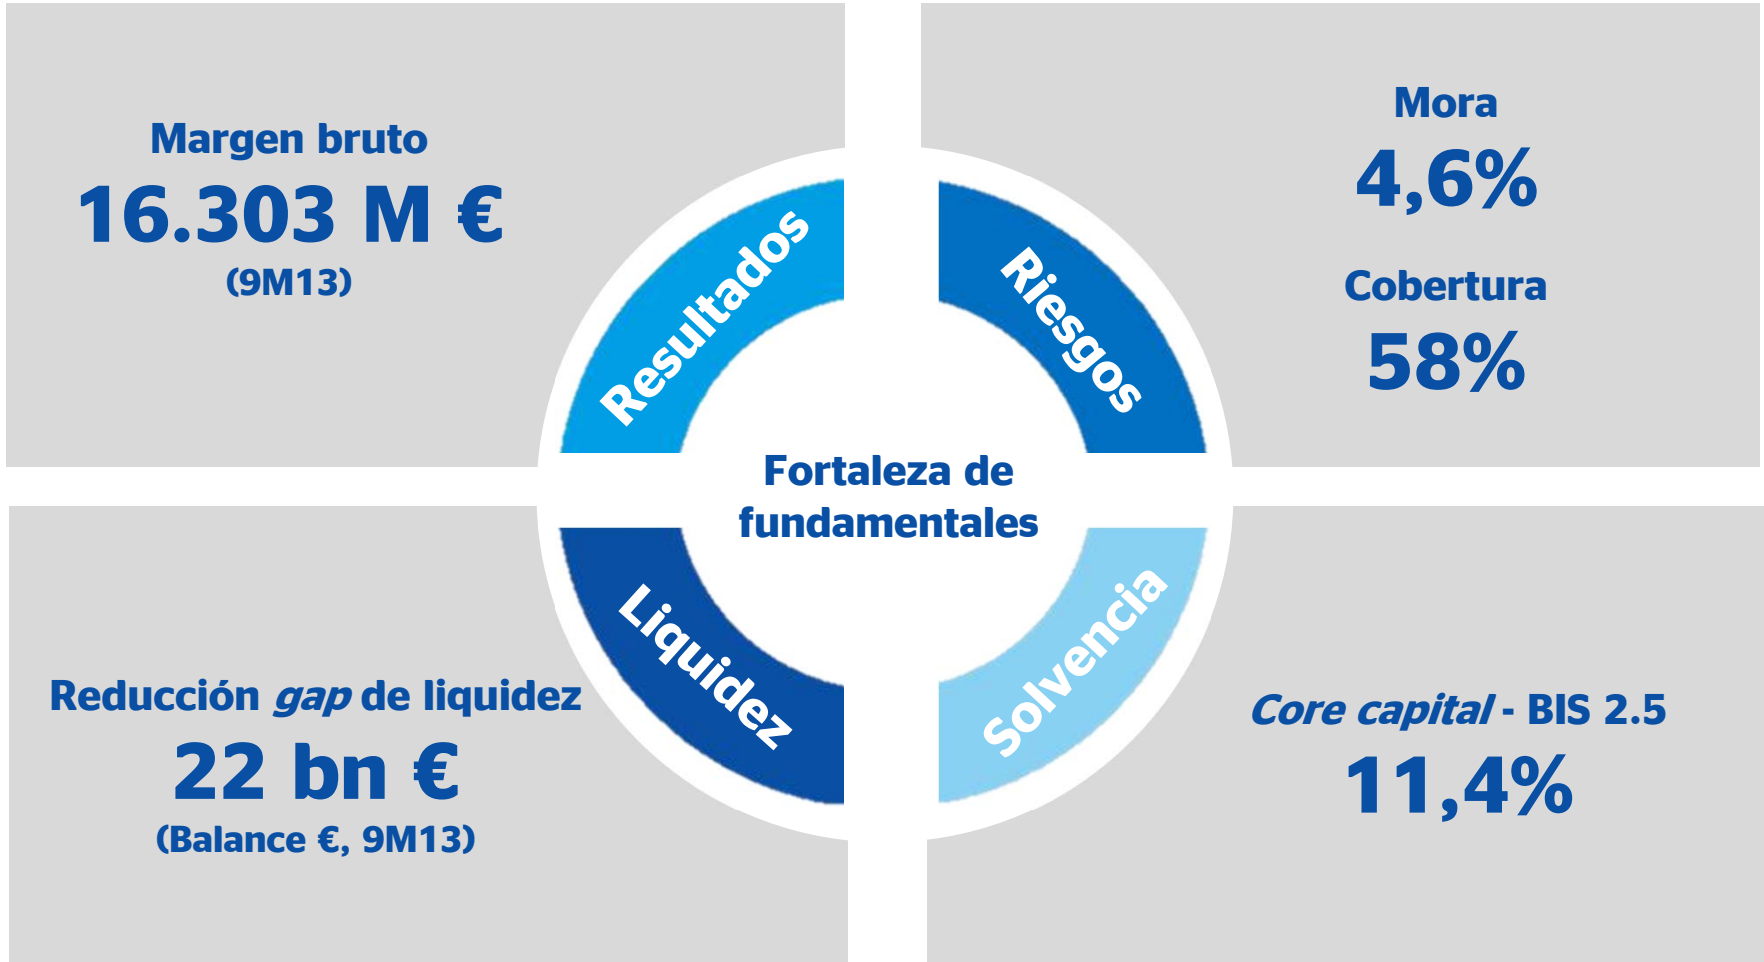 Margen bruto
16.303 M €
(9M13)
Resultados
Mora
4,6%
Cobertura
58%
Riesgos
Fortaleza de
fundamentales
Reducción gap de liquidez
22 bn €
(Balance €, 9M13)
Liquidez
Solvencia
Core capital - BIS 2.5
11,4%